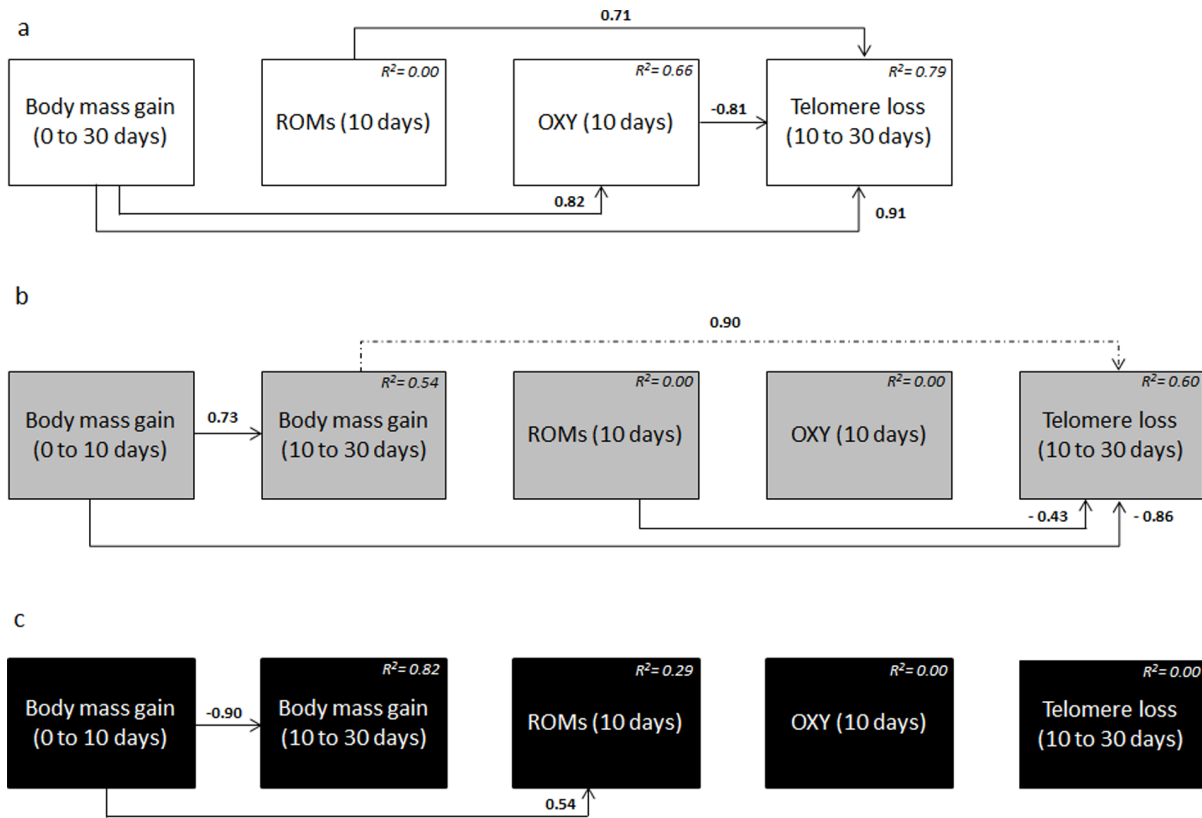 a
0.71
Body mass gain
(0 to 30 days)
R²= 0.00
ROMs (10 days)
R²= 0.66
OXY (10 days)
-0.81
R²= 0.79
Telomere loss
(10 to 30 days)
0.82
0.91
b
0.90
Body mass gain
(0 to 10 days)
0.73
R²= 0.54
Body mass gain
(10 to 30 days)
R²= 0.00
ROMs (10 days)
R²= 0.00
OXY (10 days)
R²= 0.60
Telomere loss
(10 to 30 days)
- 0.43
- 0.86
c
Body mass gain
(0 to 10 days)
-0.90
R²= 0.82
Body mass gain
(10 to 30 days)
R²= 0.29
ROMs (10 days)
R²= 0.00
OXY (10 days)
R²= 0.00
Telomere loss
(10 to 30 days)
0.54